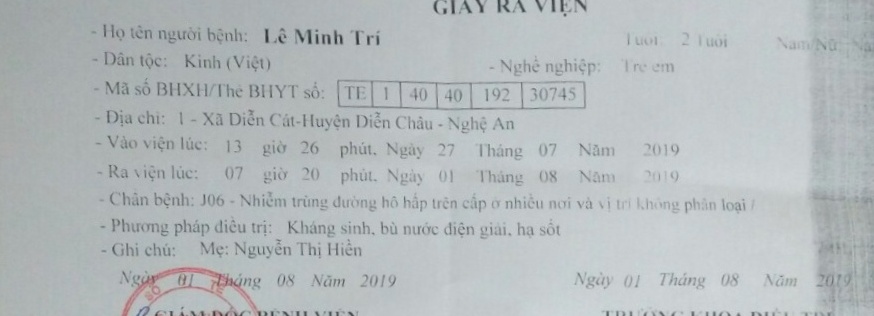 GIẤY RA VIỆN
- Họ tên người bệnh: Lê Minh Trí Tuổi: 2 Tuổi Nam/Nữ:
- Dân tộc: Kinh (Việt) - Nghề nghiệp: Trẻ em
- Mã số BHXH/Thẻ BHYT số: TE 1 40 40 192 30745
- Địa chỉ: 1 - Xã Diễn Cát-Huyện Diễn Châu - Nghệ An
- Vào viện lúc: 13 giờ 26 phút, Ngày 27 Tháng 07 Năm 2019
- Ra viện lúc: 07 giờ 20 phút, Ngày 01 Tháng 08 Năm 2019
- Chẩn bệnh: J06 - Nhiễm trùng đường hô hấp trên cấp ở nhiều nơi và vị trí không phân loại /
- Phương pháp điều trị: Kháng sinh, bù nước điện giải, hạ sốt
- Ghi chú: Mẹ: Nguyễn Thị Hiền
Ngày 01 Tháng 08 Năm 2019 Ngày 01 Tháng 08 Năm 2019
GIÁM ĐỐC BỆNH VIỆN TRƯỞNG KHOA ĐIỀU TRỊ